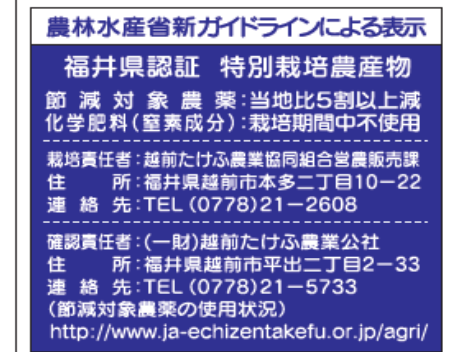 農林水産省新ガイドラインによる表示
福井県認証 特別栽培農産物
節減対象農薬:当地比5割以上減
化学肥料(窒素成分):栽培期間中不使用
栽培責任者:越前たけふ農業協同組合営農販売課
住所:福井県越前市本多二丁目10-22
連絡先:TEL(0778)21-2608
確認責任者:(一財)越前たけふ農業公社
住所:福井県越前市平出二丁目2-33
連絡先:TEL(0778)21-5733
(節減対象農薬の使用状況)
http://www.ja-echizentakefu.or.jp/agri/